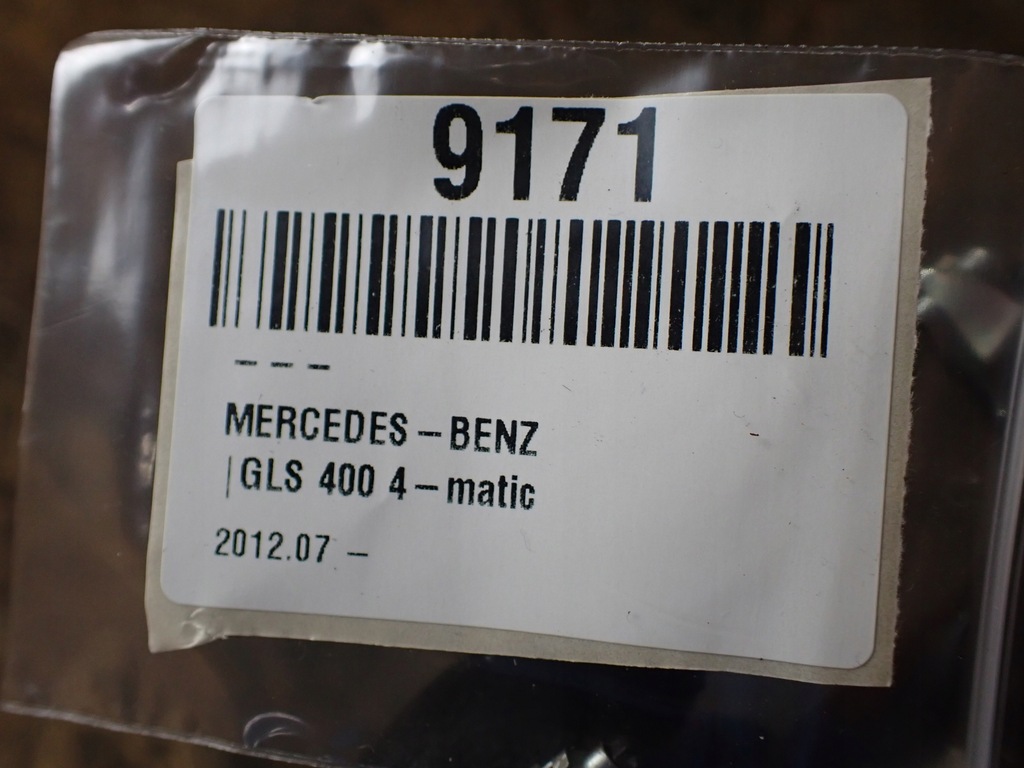 9171
– – –
MERCEDES–BENZ
|GLS 400 4–matic
2012.07 –